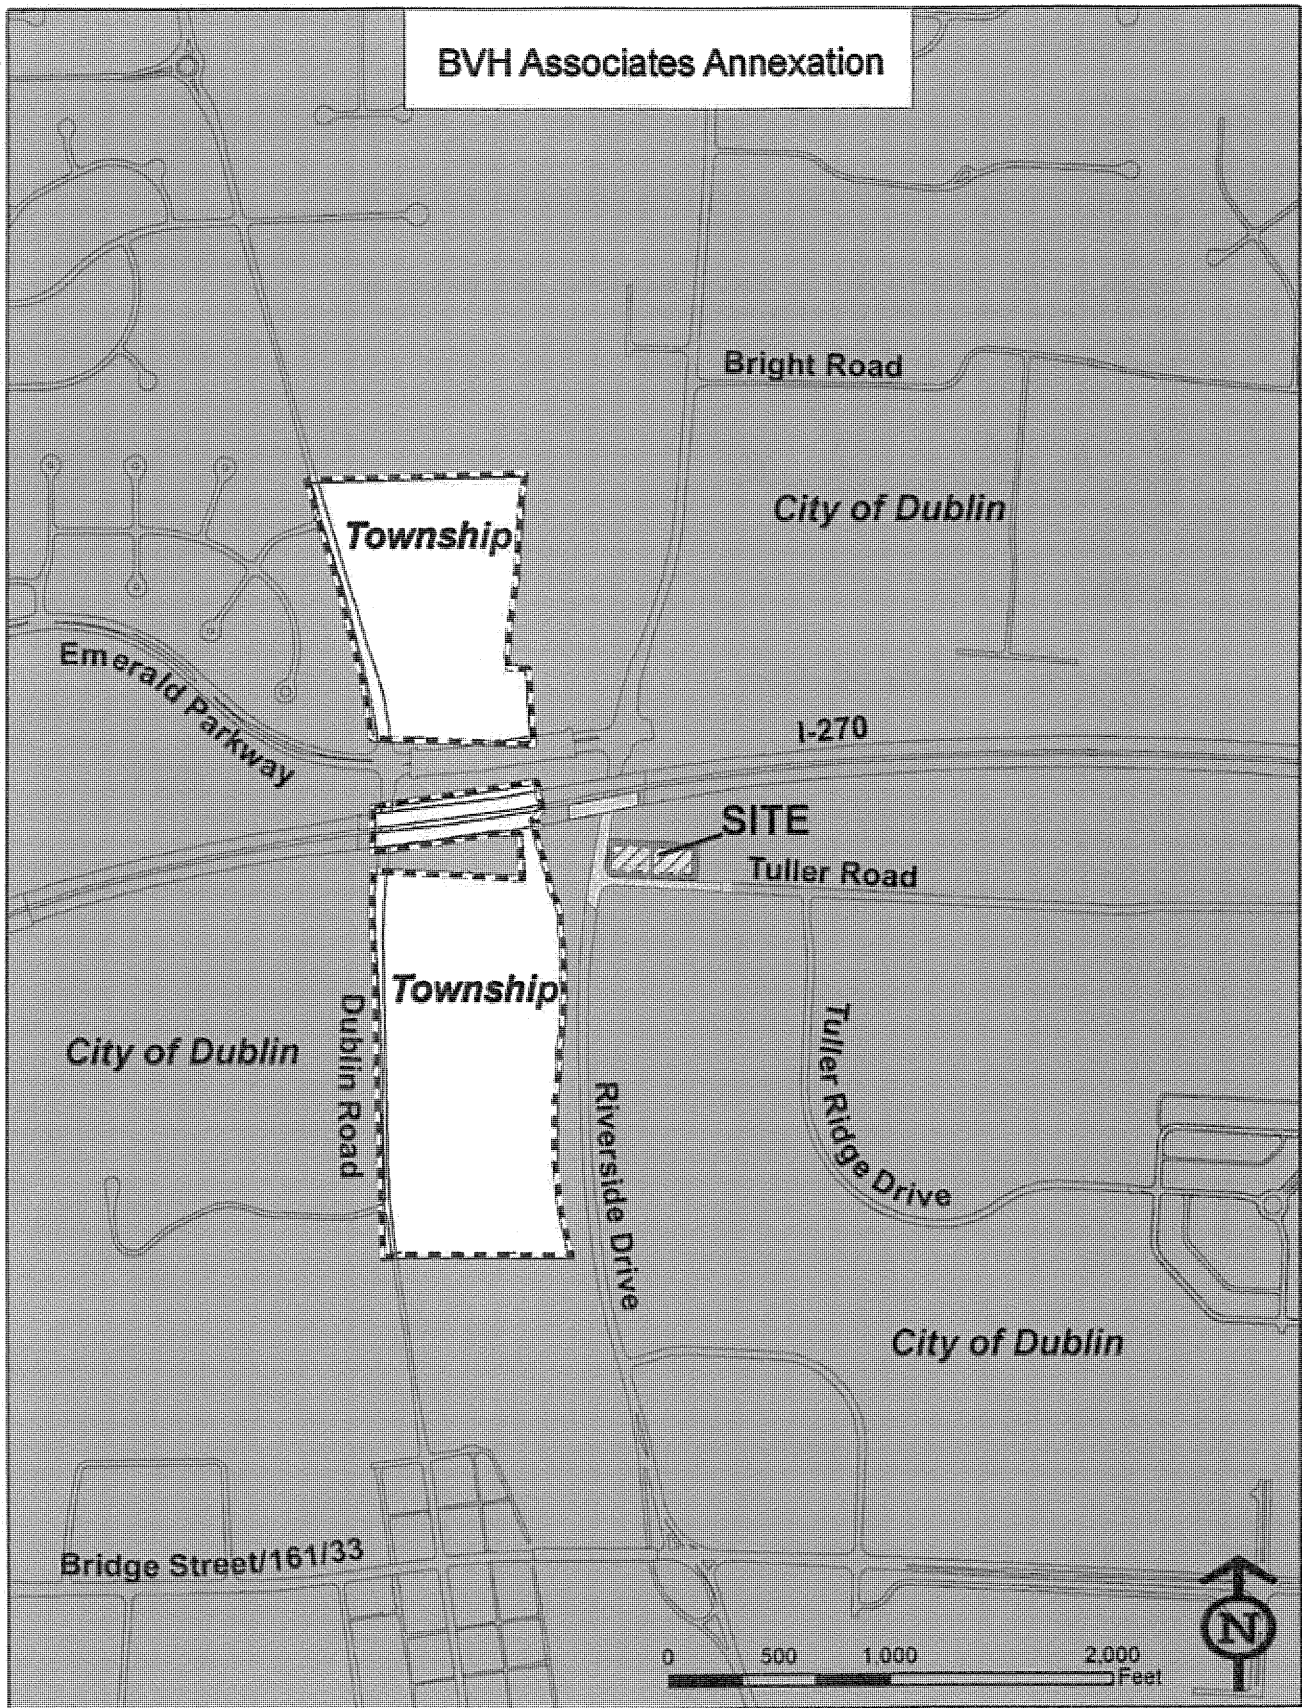 BVH Associates Annexation
Bright Road
City of Dublin
Township
Emerald Parkway
I-270
SITE
Tuller Road
Township
City of Dublin
Dublin Road
Tuller Ridge Drive
Riverside Drive
City of Dublin
Bridge Street/161/33
N
0 500 1,000 2,000
Feet